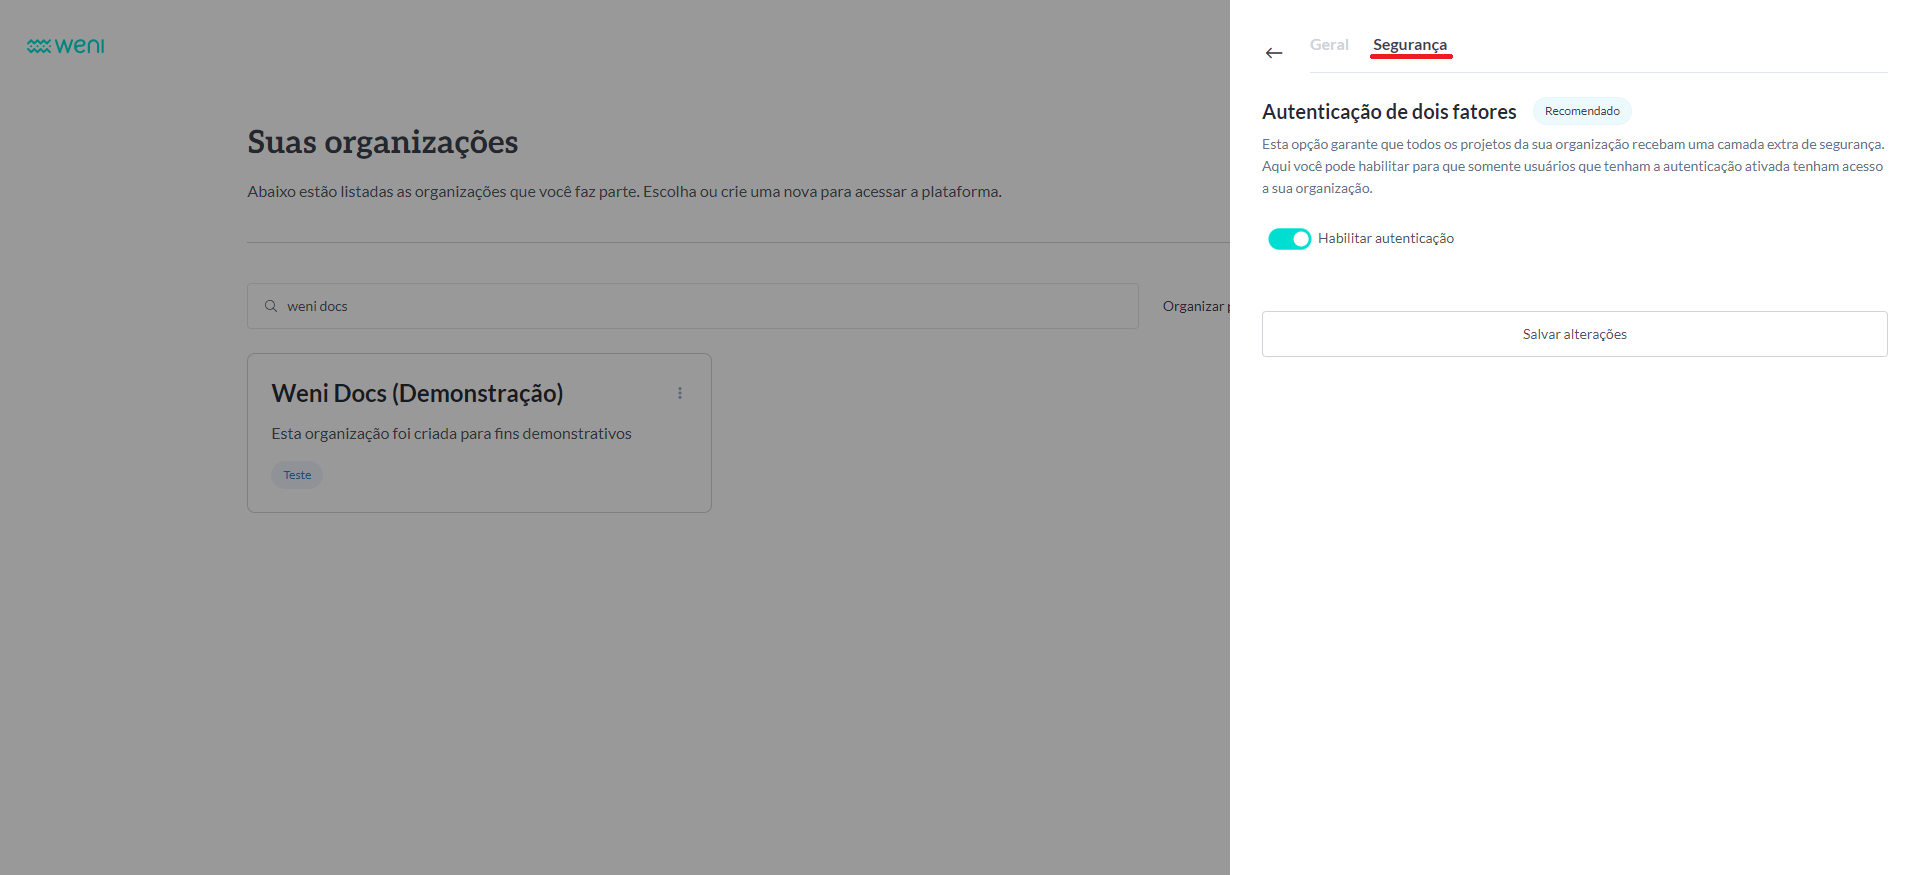 weni
Suas organizações
Abaixo estão listadas as organizações que você faz parte. Escolha ou crie uma nova para acessar a plataforma.
weni docs
Organizar
Weni Docs (Demonstração)
Esta organização foi criada para fins demonstrativos
Teste
Geral Segurança
Autenticação de dois fatores Recomendado
Esta opção garante que todos os projetos da sua organização recebam uma camada extra de segurança.
Aqui você pode habilitar para que somente usuários que tenham a autenticação ativada tenham acesso
a sua organização.
Habilitar autenticação
Salvar alterações